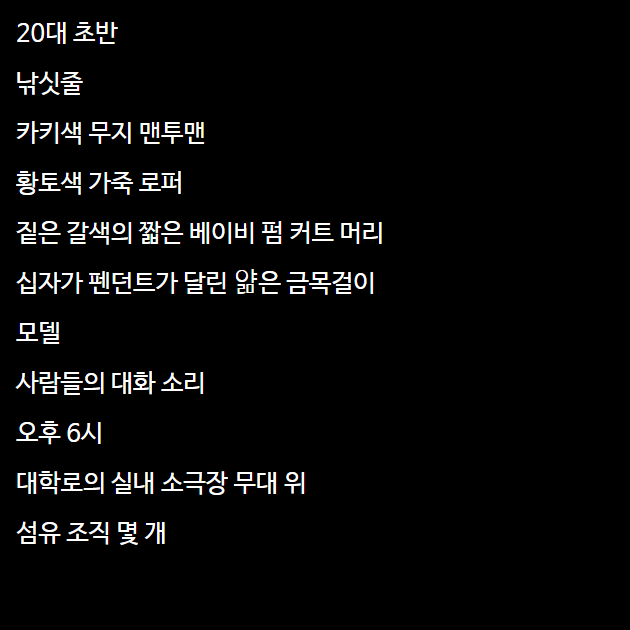 20대 초반
낚싯줄
카키색 무지 맨투맨
황토색 가죽 로퍼
짙은 갈색의 짧은 베이비 펌 커트 머리
십자가 펜던트가 달린 얇은 금목걸이
모델
사람들의 대화 소리
오후 6시
대학로의 실내 소극장 무대 위
섬유 조직 몇 개